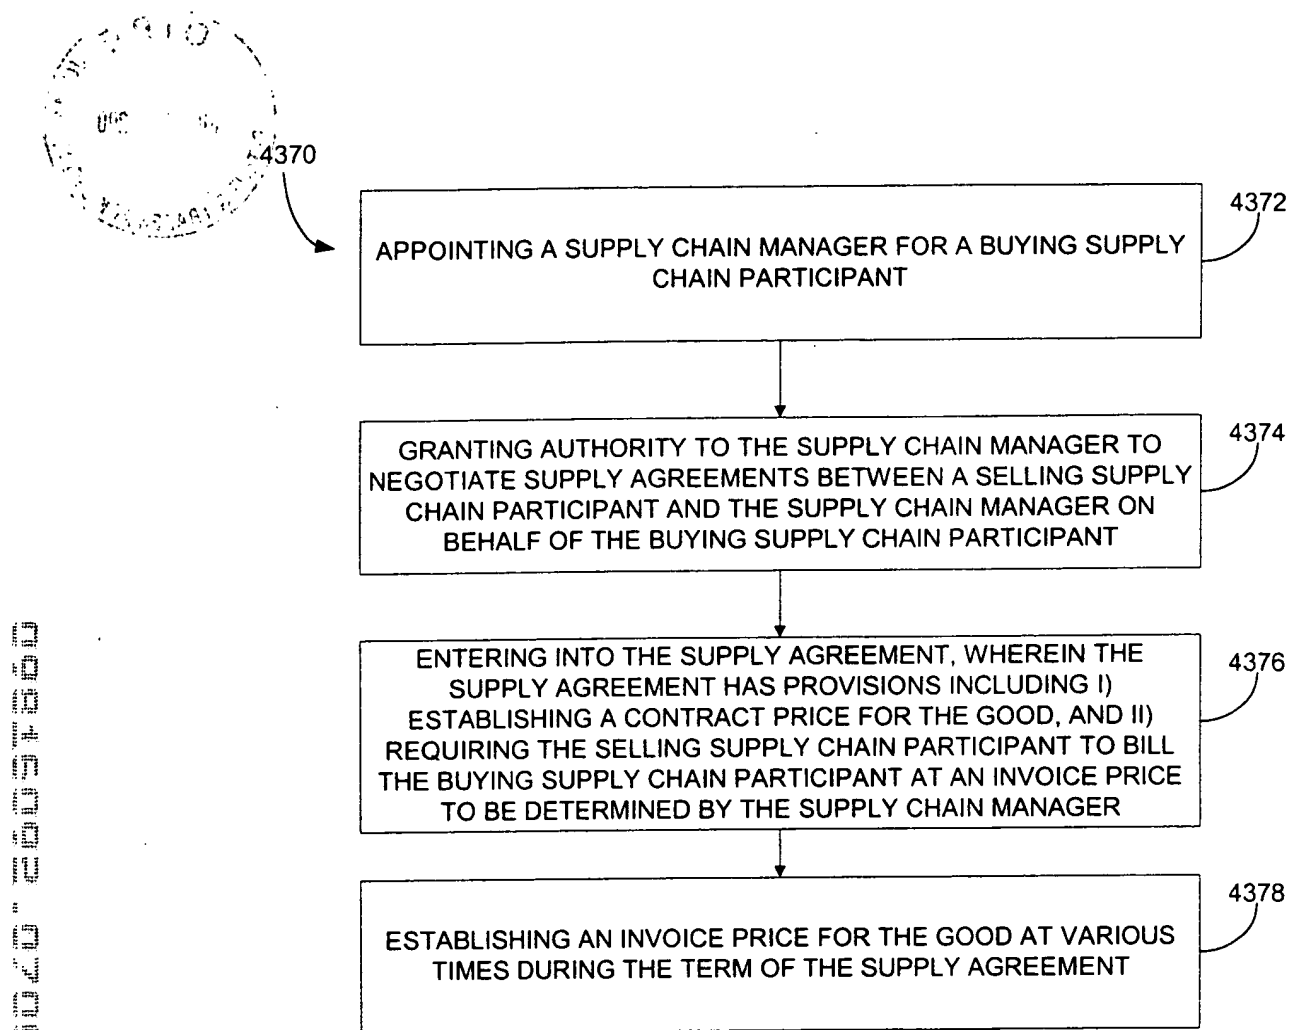 4370
4372
APPOINTING A SUPPLY CHAIN MANAGER FOR A BUYING SUPPLY
CHAIN PARTICIPANT
4374
GRANTING AUTHORITY TO THE SUPPLY CHAIN MANAGER TO
NEGOTIATE SUPPLY AGREEMENTS BETWEEN A SELLING SUPPLY
CHAIN PARTICIPANT AND THE SUPPLY CHAIN MANAGER ON
BEHALF OF THE BUYING SUPPLY CHAIN PARTICIPANT
4376
ENTERING INTO THE SUPPLY AGREEMENT, WHEREIN THE
SUPPLY AGREEMENT HAS PROVISIONS INCLUDING I)
ESTABLISHING A CONTRACT PRICE FOR THE GOOD, AND II)
REQUIRING THE SELLING SUPPLY CHAIN PARTICIPANT TO BILL
THE BUYING SUPPLY CHAIN PARTICIPANT AT AN INVOICE PRICE
TO BE DETERMINED BY THE SUPPLY CHAIN MANAGER
4378
ESTABLISHING AN INVOICE PRICE FOR THE GOOD AT VARIOUS
TIMES DURING THE TERM OF THE SUPPLY AGREEMENT